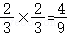 2/3 × 2/3 = 4/9